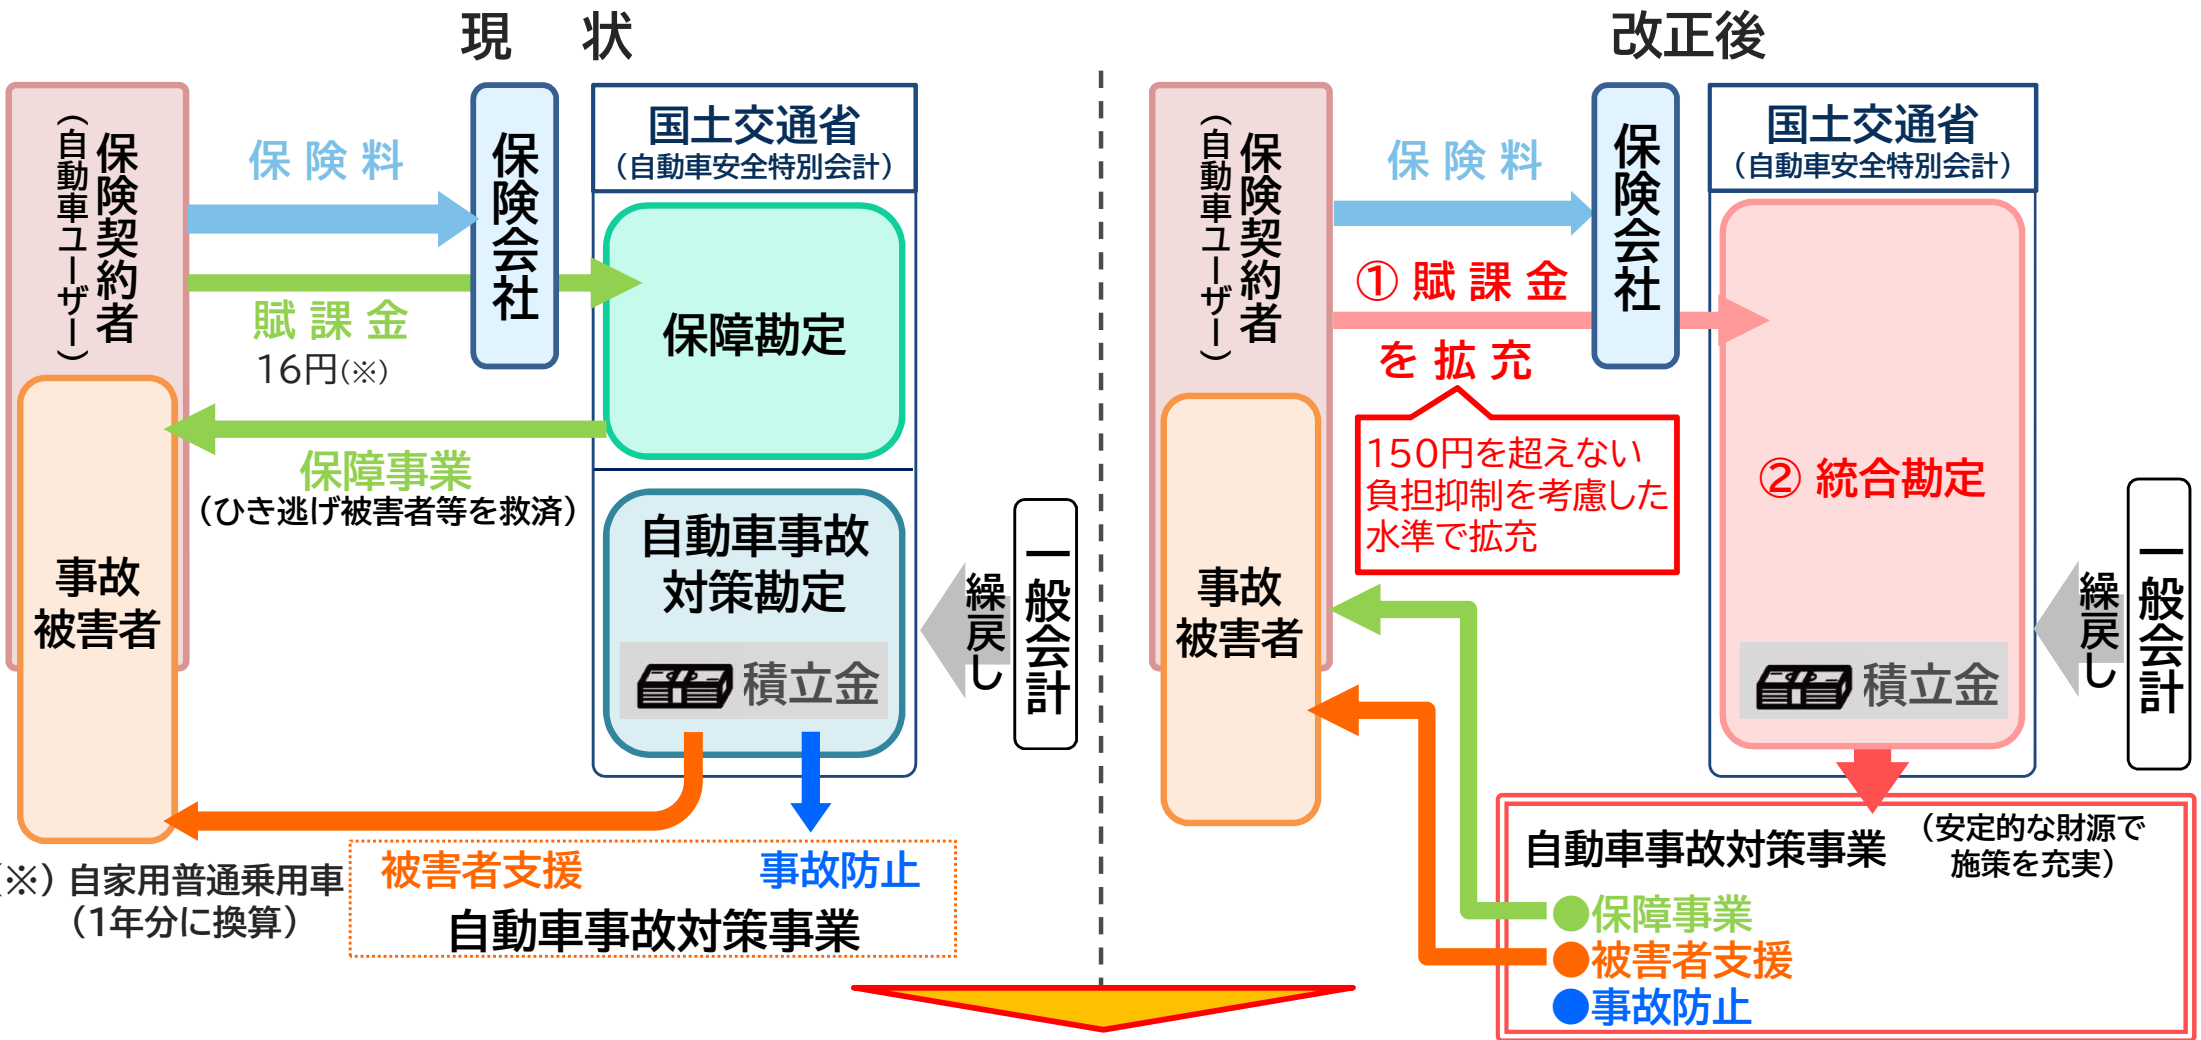 現 状
保険契約者
（自動車ユーザー）
保険料
保険会社
国土交通省
（自動車安全特別会計）
賦課金
16円(※)
保障勘定
保障事業
（ひき逃げ被害者等を救済）
事故
被害者
自動車事故
対策勘定
積立金
繰戻し
一般会計
被害者支援
事故防止
自動車事故対策事業
(※) 自家用普通乗用車
（1年分に換算）
改正後
保険契約者
（自動車ユーザー）
保険料
保険会社
国土交通省
（自動車安全特別会計）
① 賦課金
を拡充
150円を超えない
負担抑制を考慮した
水準で拡充
② 統合勘定
事故
被害者
積立金
繰戻し
一般会計
自動車事故対策事業
（安定的な財源で
施策を充実）
●保障事業
●被害者支援
●事故防止